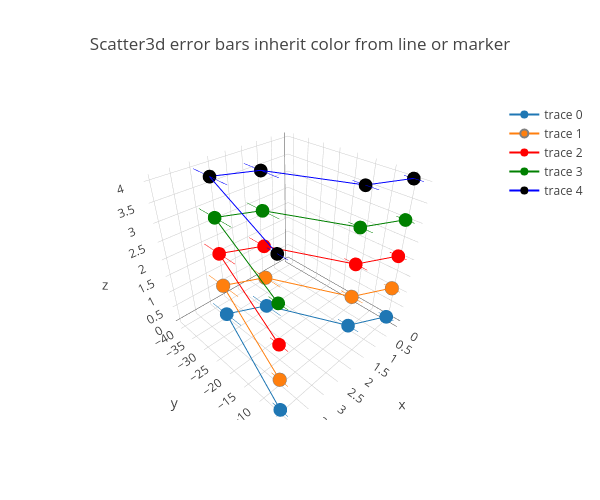 Scatter3d error bars inherit color from line or marker
trace 0
trace 1
trace 2
trace 3
trace 4
4
3.5
3
2.5
2
1.5
1
0.5
0
z
−40
−35
−30
−25
−20
−15
−10
y
0
0.5
1
1.5
2
2.5
3
x